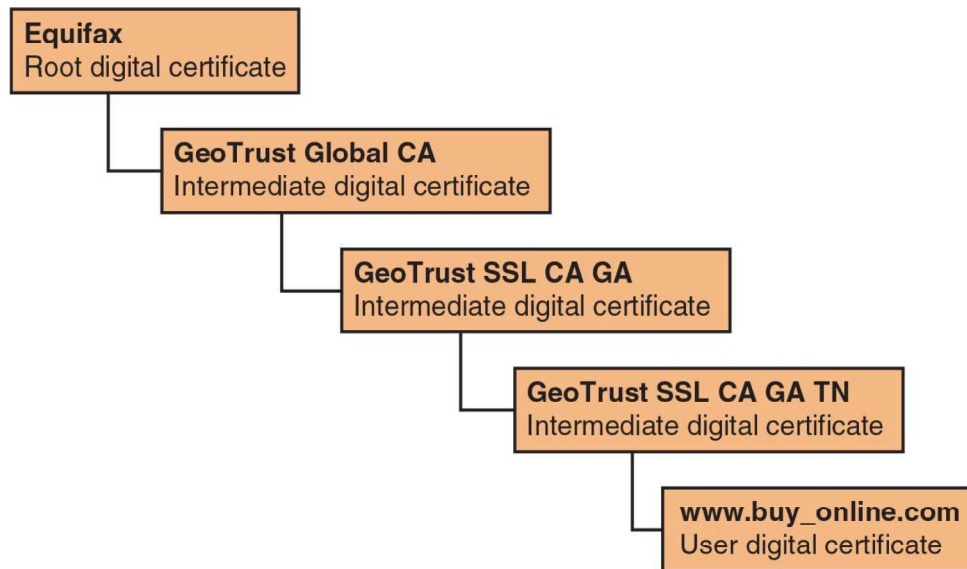 Equifax
Root digital certificate
GeoTrust Global CA
Intermediate digital certificate
GeoTrust SSL CA GA
Intermediate digital certificate
GeoTrust SSL CA GA TN
Intermediate digital certificate
www.buy_online.com
User digital certificate